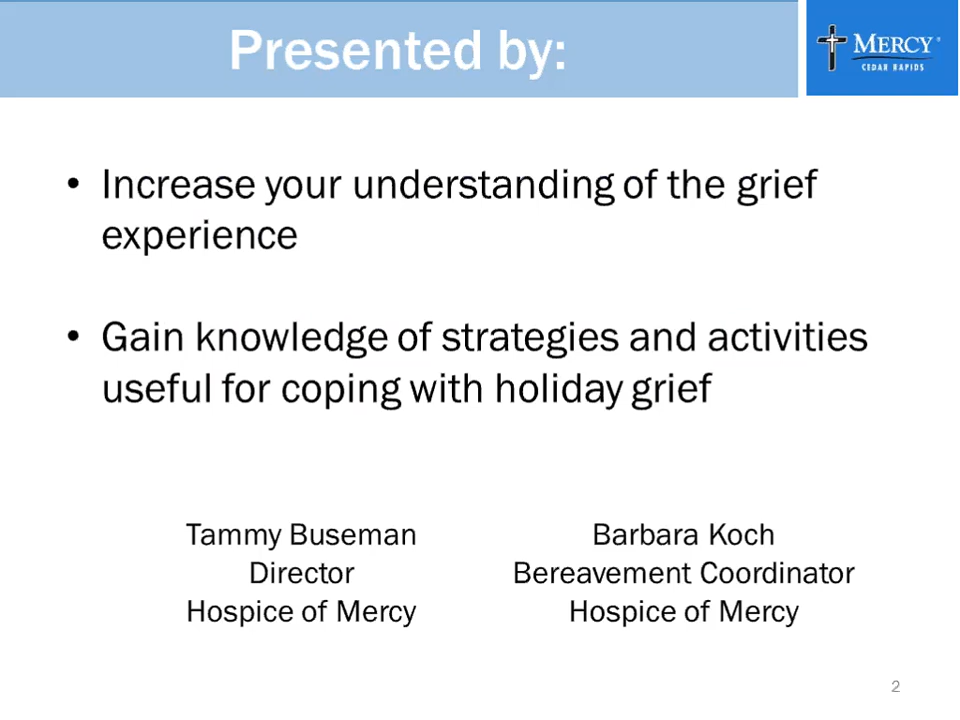 Presented by:
MERCY®
CEDAR RAPIDS
• Increase your understanding of the grief
experience
• Gain knowledge of strategies and activities
useful for coping with holiday grief
Tammy Buseman
Director
Hospice of Mercy
Barbara Koch
Bereavement Coordinator
Hospice of Mercy
2